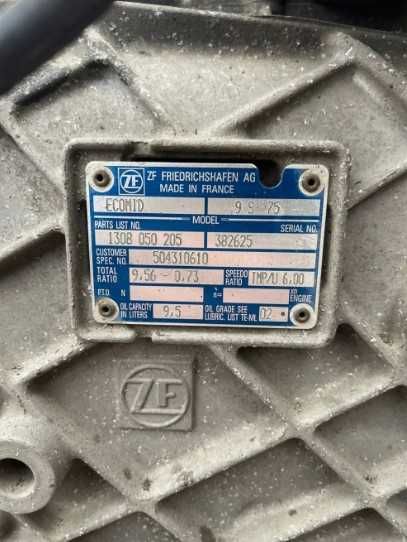 ZF ZF FRIEDRICHSHAFEN AG
MADE IN FRANCE
ECOMID 9 S 75
MODEL
PARTS LIST NO. SERIAL NO.
1308 050 205 382625
CUSTOMER SPEC. NO. 504310610
TOTAL RATIO 9,56 - 0,73 SPEEDO RATIO IMP/U 6,00
P.T.O. N n= XD ENGINE
OIL CAPACITY IN LITERS 9,5 OIL GRADE SEE LUBRIC. LIST TE-ML 02
ZF